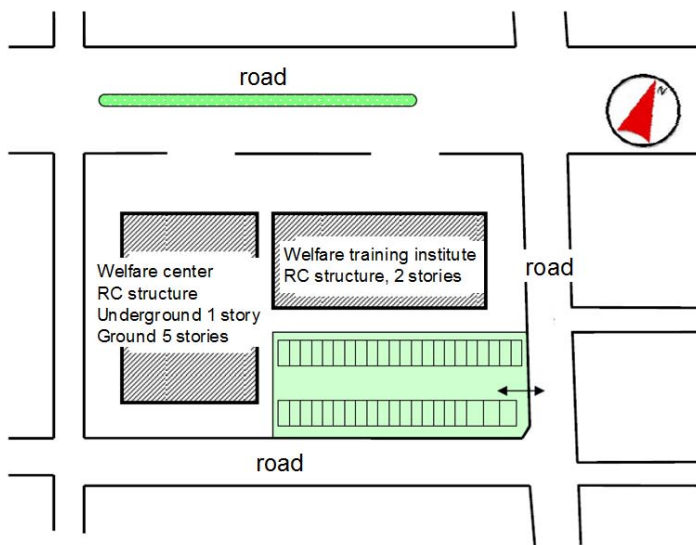 road
N
Welfare center
RC structure
Underground 1 story
Ground 5 stories
Welfare training institute
RC structure, 2 stories
road
road